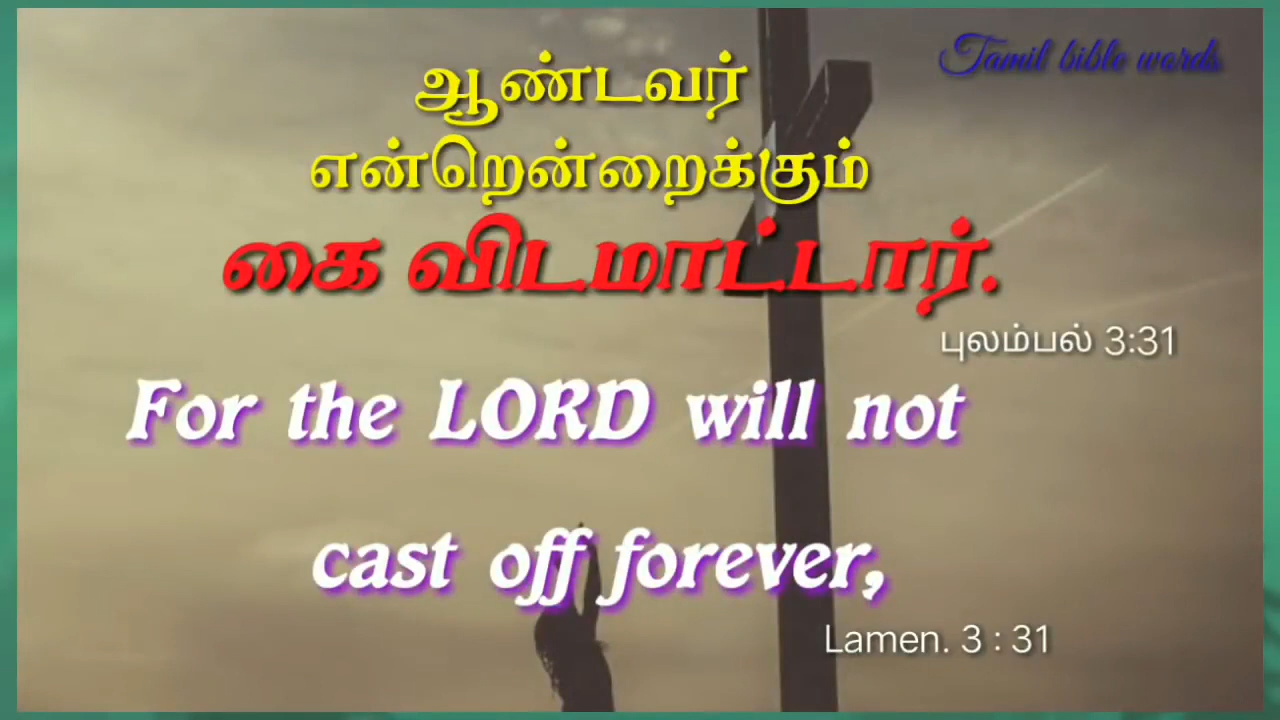 Tamil bible words
ஆண்டவர்
என்றென்றைக்கும்
கை விடமாட்டார்.
புலம்பல் 3:31
For the LORD will not
cast off forever,
Lamen. 3 : 31